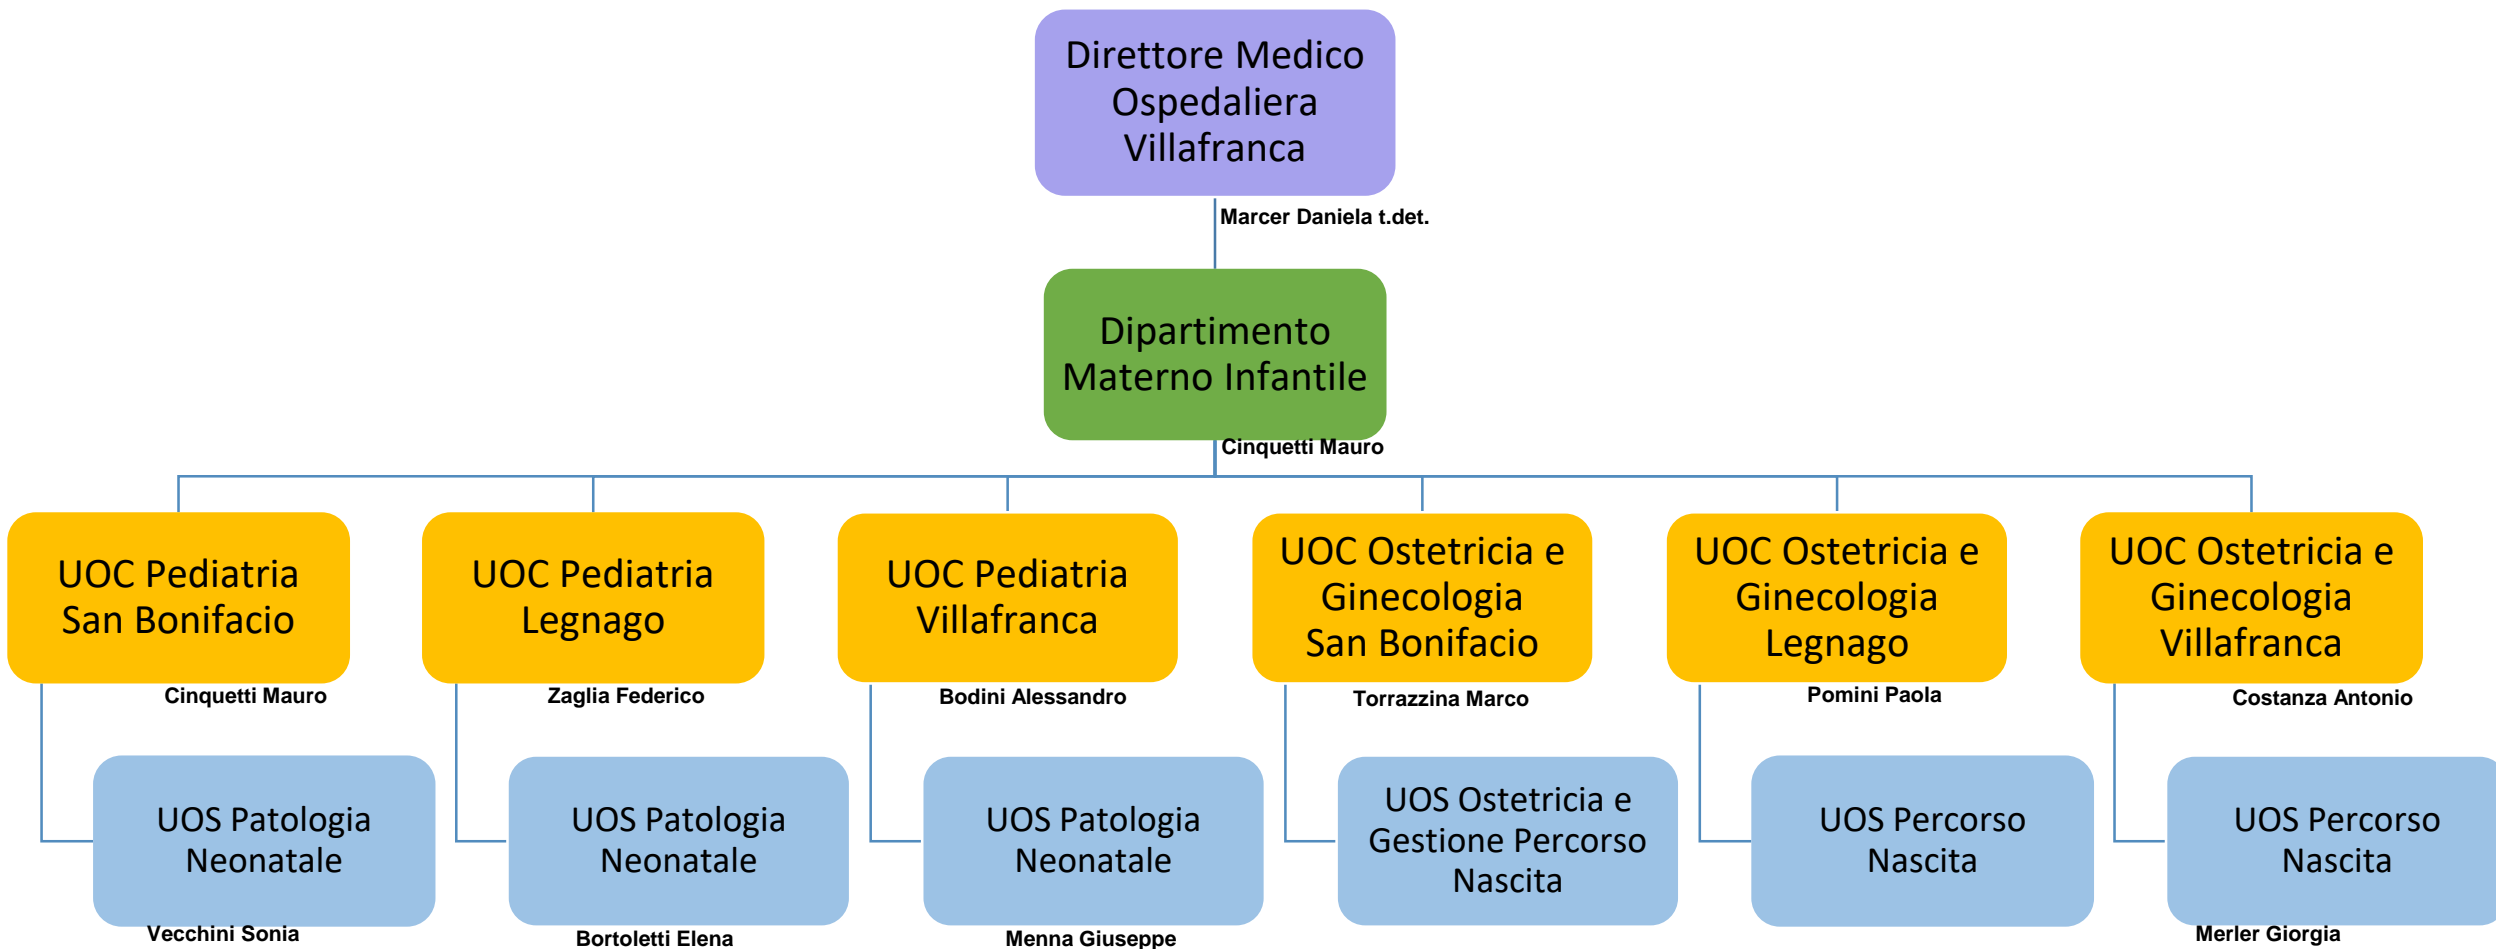 Direttore Medico
Ospedaliera
Villafranca
Marcer Daniela t.det.
Dipartimento
Materno Infantile
Cinquetti Mauro
UOC Pediatria
San Bonifacio
Cinquetti Mauro
UOC Pediatria
Legnago
Zaglia Federico
UOC Pediatria
Villafranca
Bodini Alessandro
UOC Ostetricia e
Ginecologia
San Bonifacio
Torrazzina Marco
UOC Ostetricia e
Ginecologia
Legnago
Pomini Paola
UOC Ostetricia e
Ginecologia
Villafranca
Costanza Antonio
UOS Patologia
Neonatale
Vecchini Sonia
UOS Patologia
Neonatale
Bortoletti Elena
UOS Patologia
Neonatale
Menna Giuseppe
UOS Ostetricia e
Gestione Percorso
Nascita
UOS Percorso
Nascita
UOS Percorso
Nascita
Merler Giorgia